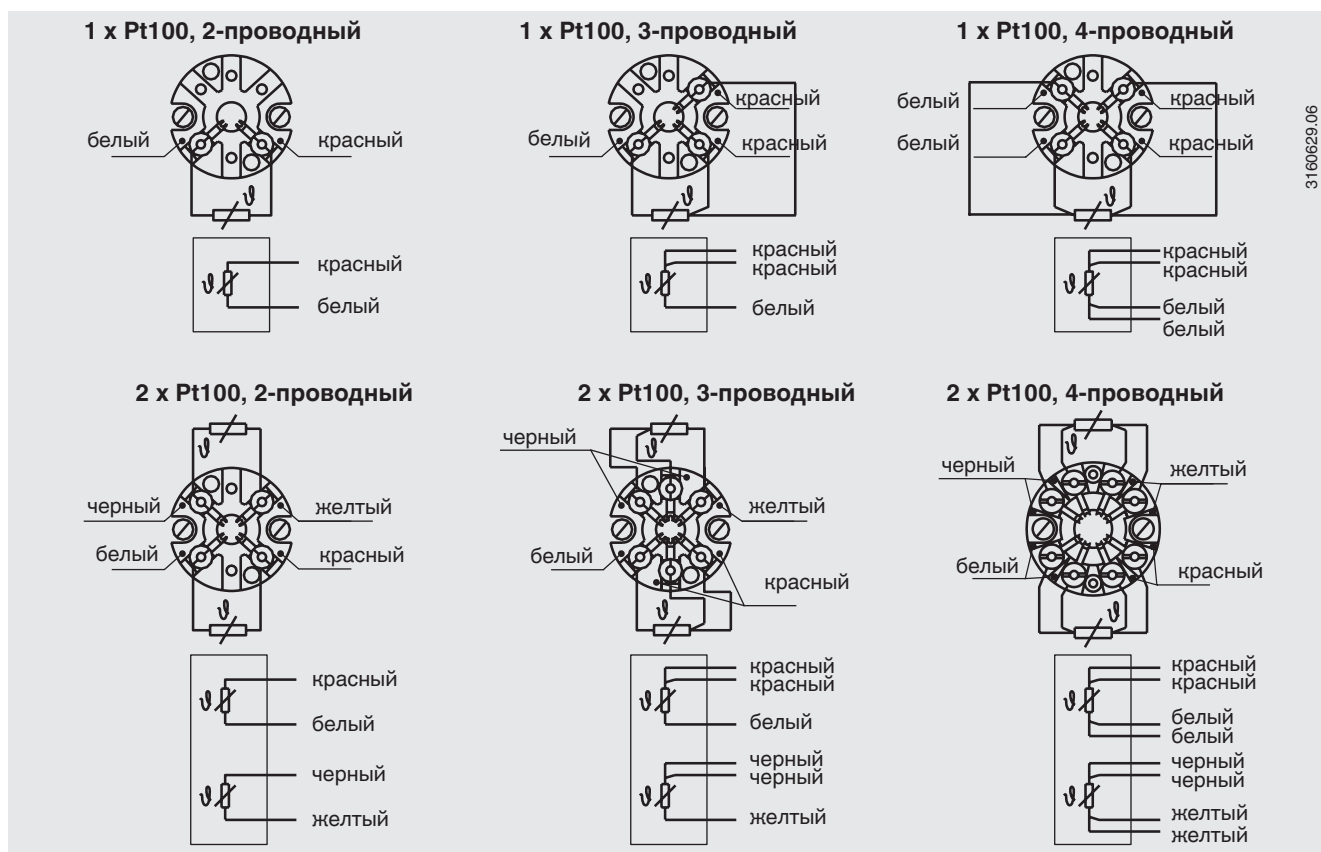 1 x Pt100, 2-проводный
белый
красный
ϑ
ϑ
красный
белый
1 x Pt100, 3-проводный
красный
белый
красный
ϑ
ϑ
красный
красный
белый
1 x Pt100, 4-проводный
белый
красный
белый
красный
ϑ
ϑ
красный
красный
белый
белый
3160629.06
2 x Pt100, 2-проводный
ϑ
черный
желтый
белый
красный
ϑ
ϑ
красный
белый
ϑ
черный
желтый
2 x Pt100, 3-проводный
черный
ϑ
желтый
белый
красный
ϑ
ϑ
красный
красный
белый
ϑ
черный
черный
желтый
2 x Pt100, 4-проводный
ϑ
черный
желтый
белый
красный
ϑ
ϑ
красный
красный
белый
белый
ϑ
черный
черный
желтый
желтый